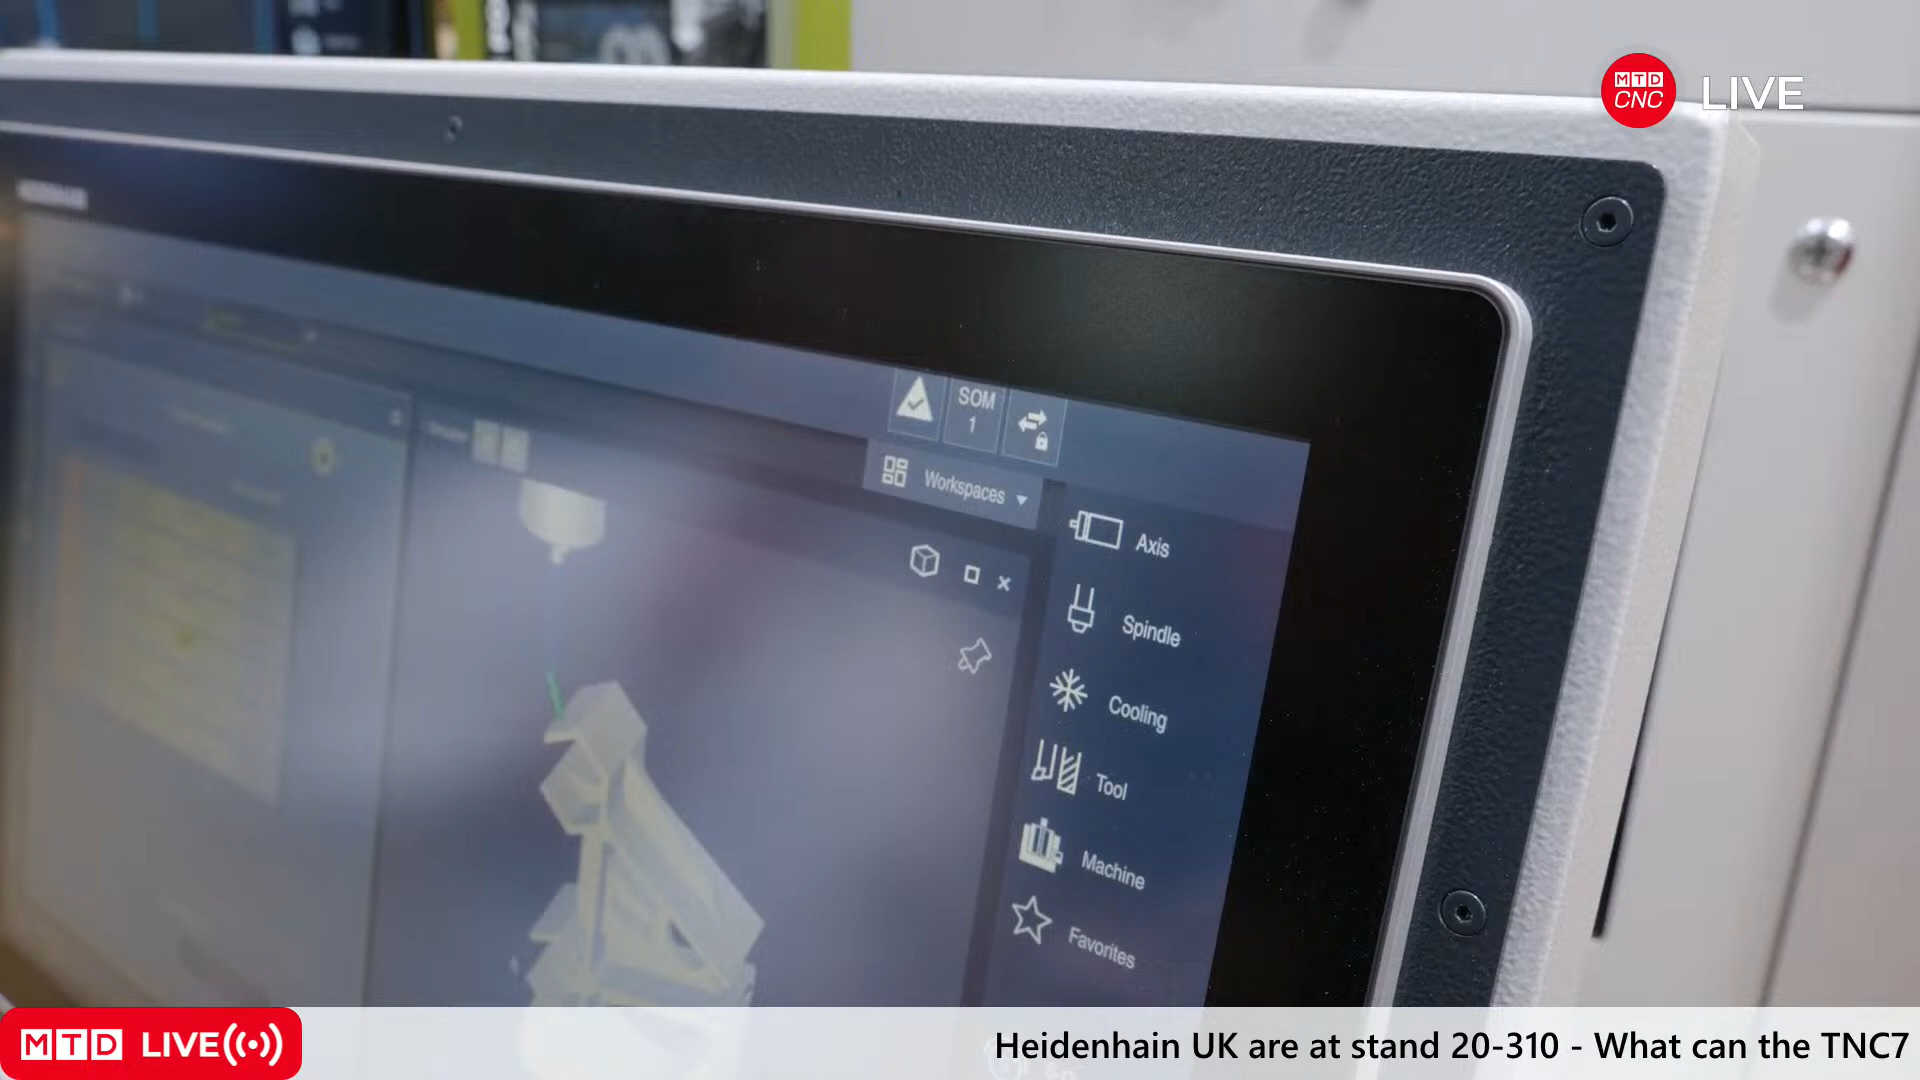 MTD
CNC
LIVE
SOM
1
Workspaces
Axis
Spindle
Cooling
Tool
Machine
Favorites
MTD LIVE
Heidenhain UK are at stand 20-310 - What can the TNC7